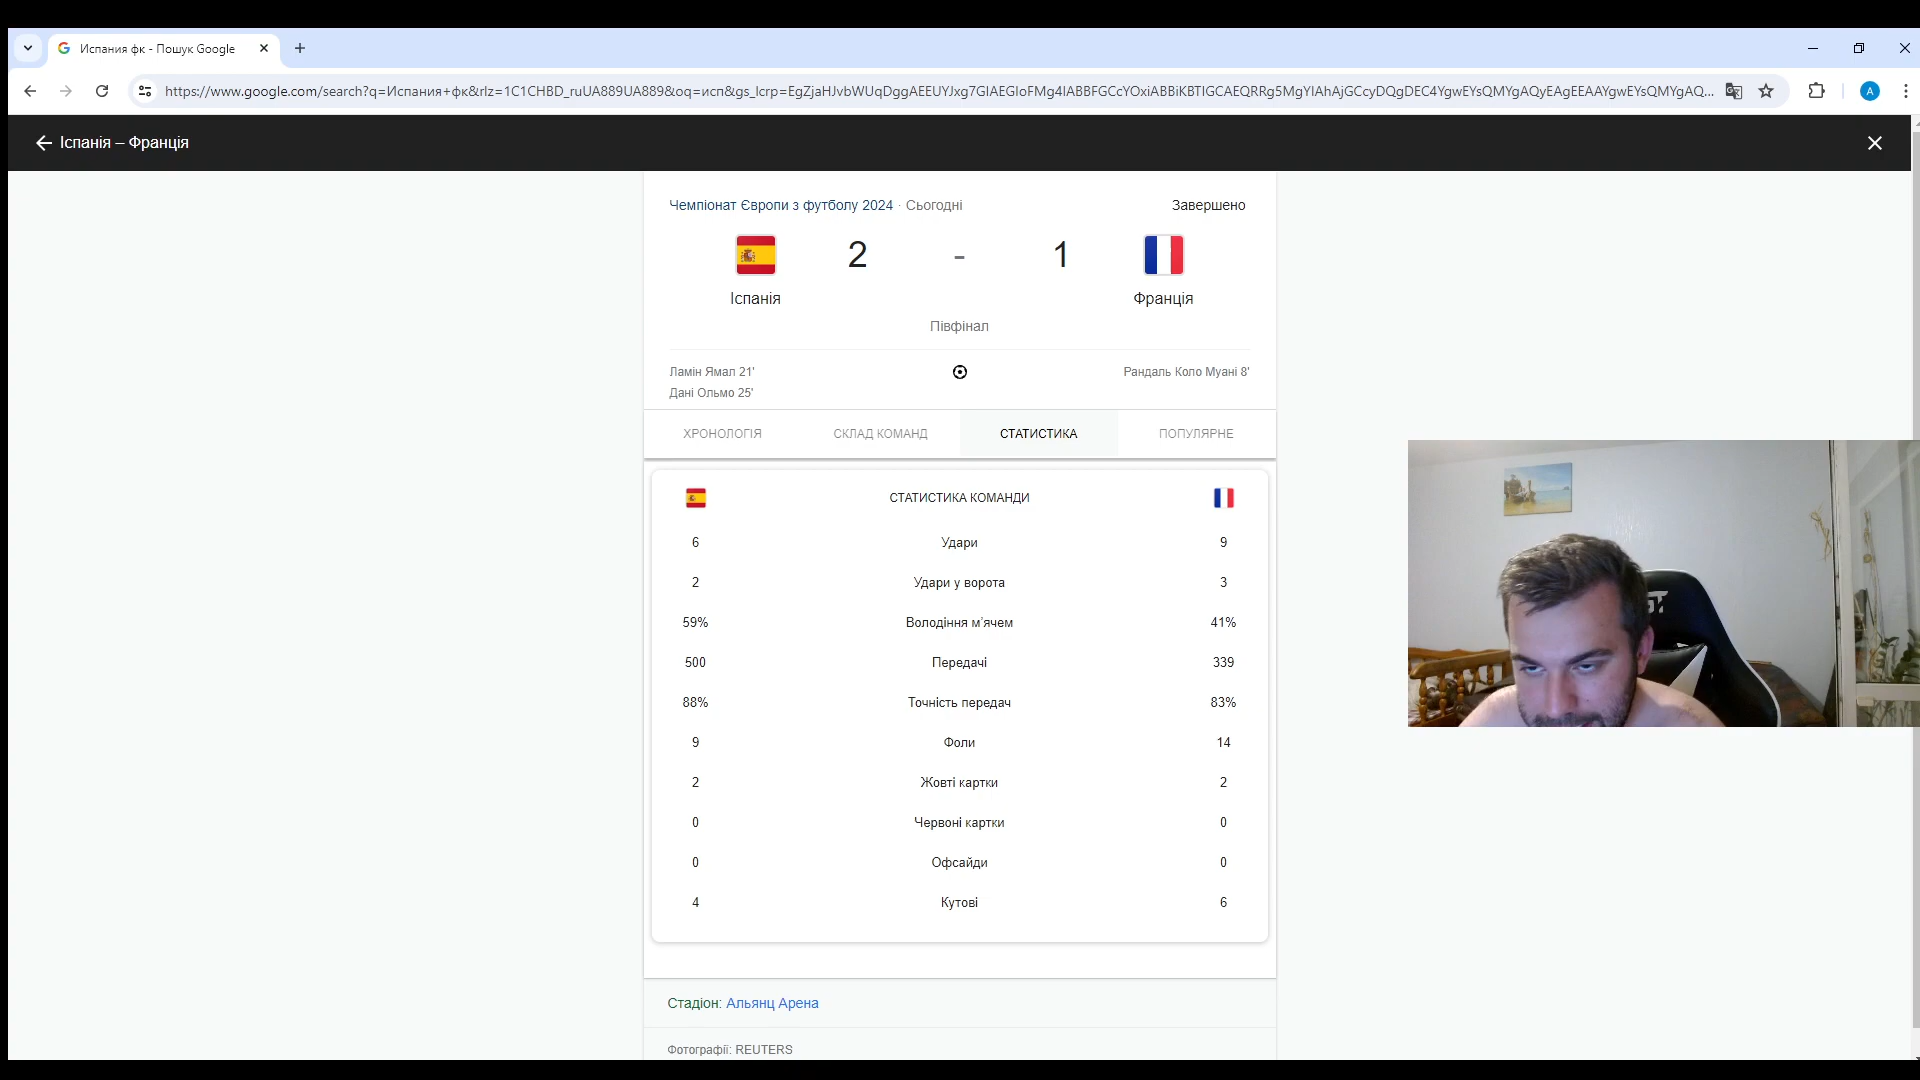 Испания фк - Пошук Google
https://www.google.com/search?q=Испания+фк&rlz=1C1CHBD_ruUA889UA889&oq=исп&gs_lcrp=EgZjaHJvbWUqDggAEEUYJxg7GIAEGIoFMg4IABBFGCcYOxiABBiKBTIGCAEQRRg5MgYIAhAjGCcyDQgDEC4YgwEYsQMYgAQyEAgEEAAYgwEYsQMYgAQ...
A
Іспанія – Франція
Чемпіонат Європи з футболу 2024 · Сьогодні
Завершено
2 - 1
Іспанія
Франція
Півфінал
Ламін Ямал 21'
Рандаль Коло Муані 8'
Дані Ольмо 25'
ХРОНОЛОГІЯ СКЛАД КОМАНД СТАТИСТИКА ПОПУЛЯРНЕ
СТАТИСТИКА КОМАНДИ
6 Удари 9
2 Удари у ворота 3
59% Володіння м'ячем 41%
500 Передачі 339
88% Точність передач 83%
9 Фоли 14
2 Жовті картки 2
0 Червоні картки 0
0 Офсайди 0
4 Кутові 6
Стадіон: Альянц Арена
Фотографії: REUTERS